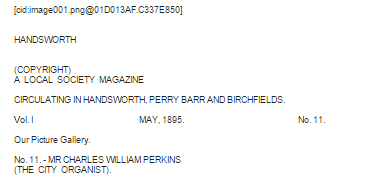 [cid:image001.png@01D013AF.C337E850]
HANDSWORTH
(COPYRIGHT)
A LOCAL SOCIETY MAGAZINE
CIRCULATING IN HANDSWORTH, PERRY BARR AND BIRCHFIELDS.
Vol. I MAY, 1895. No. 11.
Our Picture Gallery.
No. 11. - MR CHARLES WILLIAM PERKINS
(THE CITY ORGANIST).